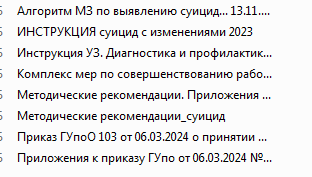 Алгоритм МЗ по выявлению суицид... 13.11....
ИНСТРУКЦИЯ суицид с изменениями 2023
Инструкция УЗ. Диагностика и профилактик...
Комплекс мер по совершенствованию рабо...
Методические рекомендации. Приложения ...
Методические рекомендации_суицид
Приказ ГУпоО 103 от 06.03.2024 о принятии ...
Приложения к приказу ГУпо от 06.03.2024 №...